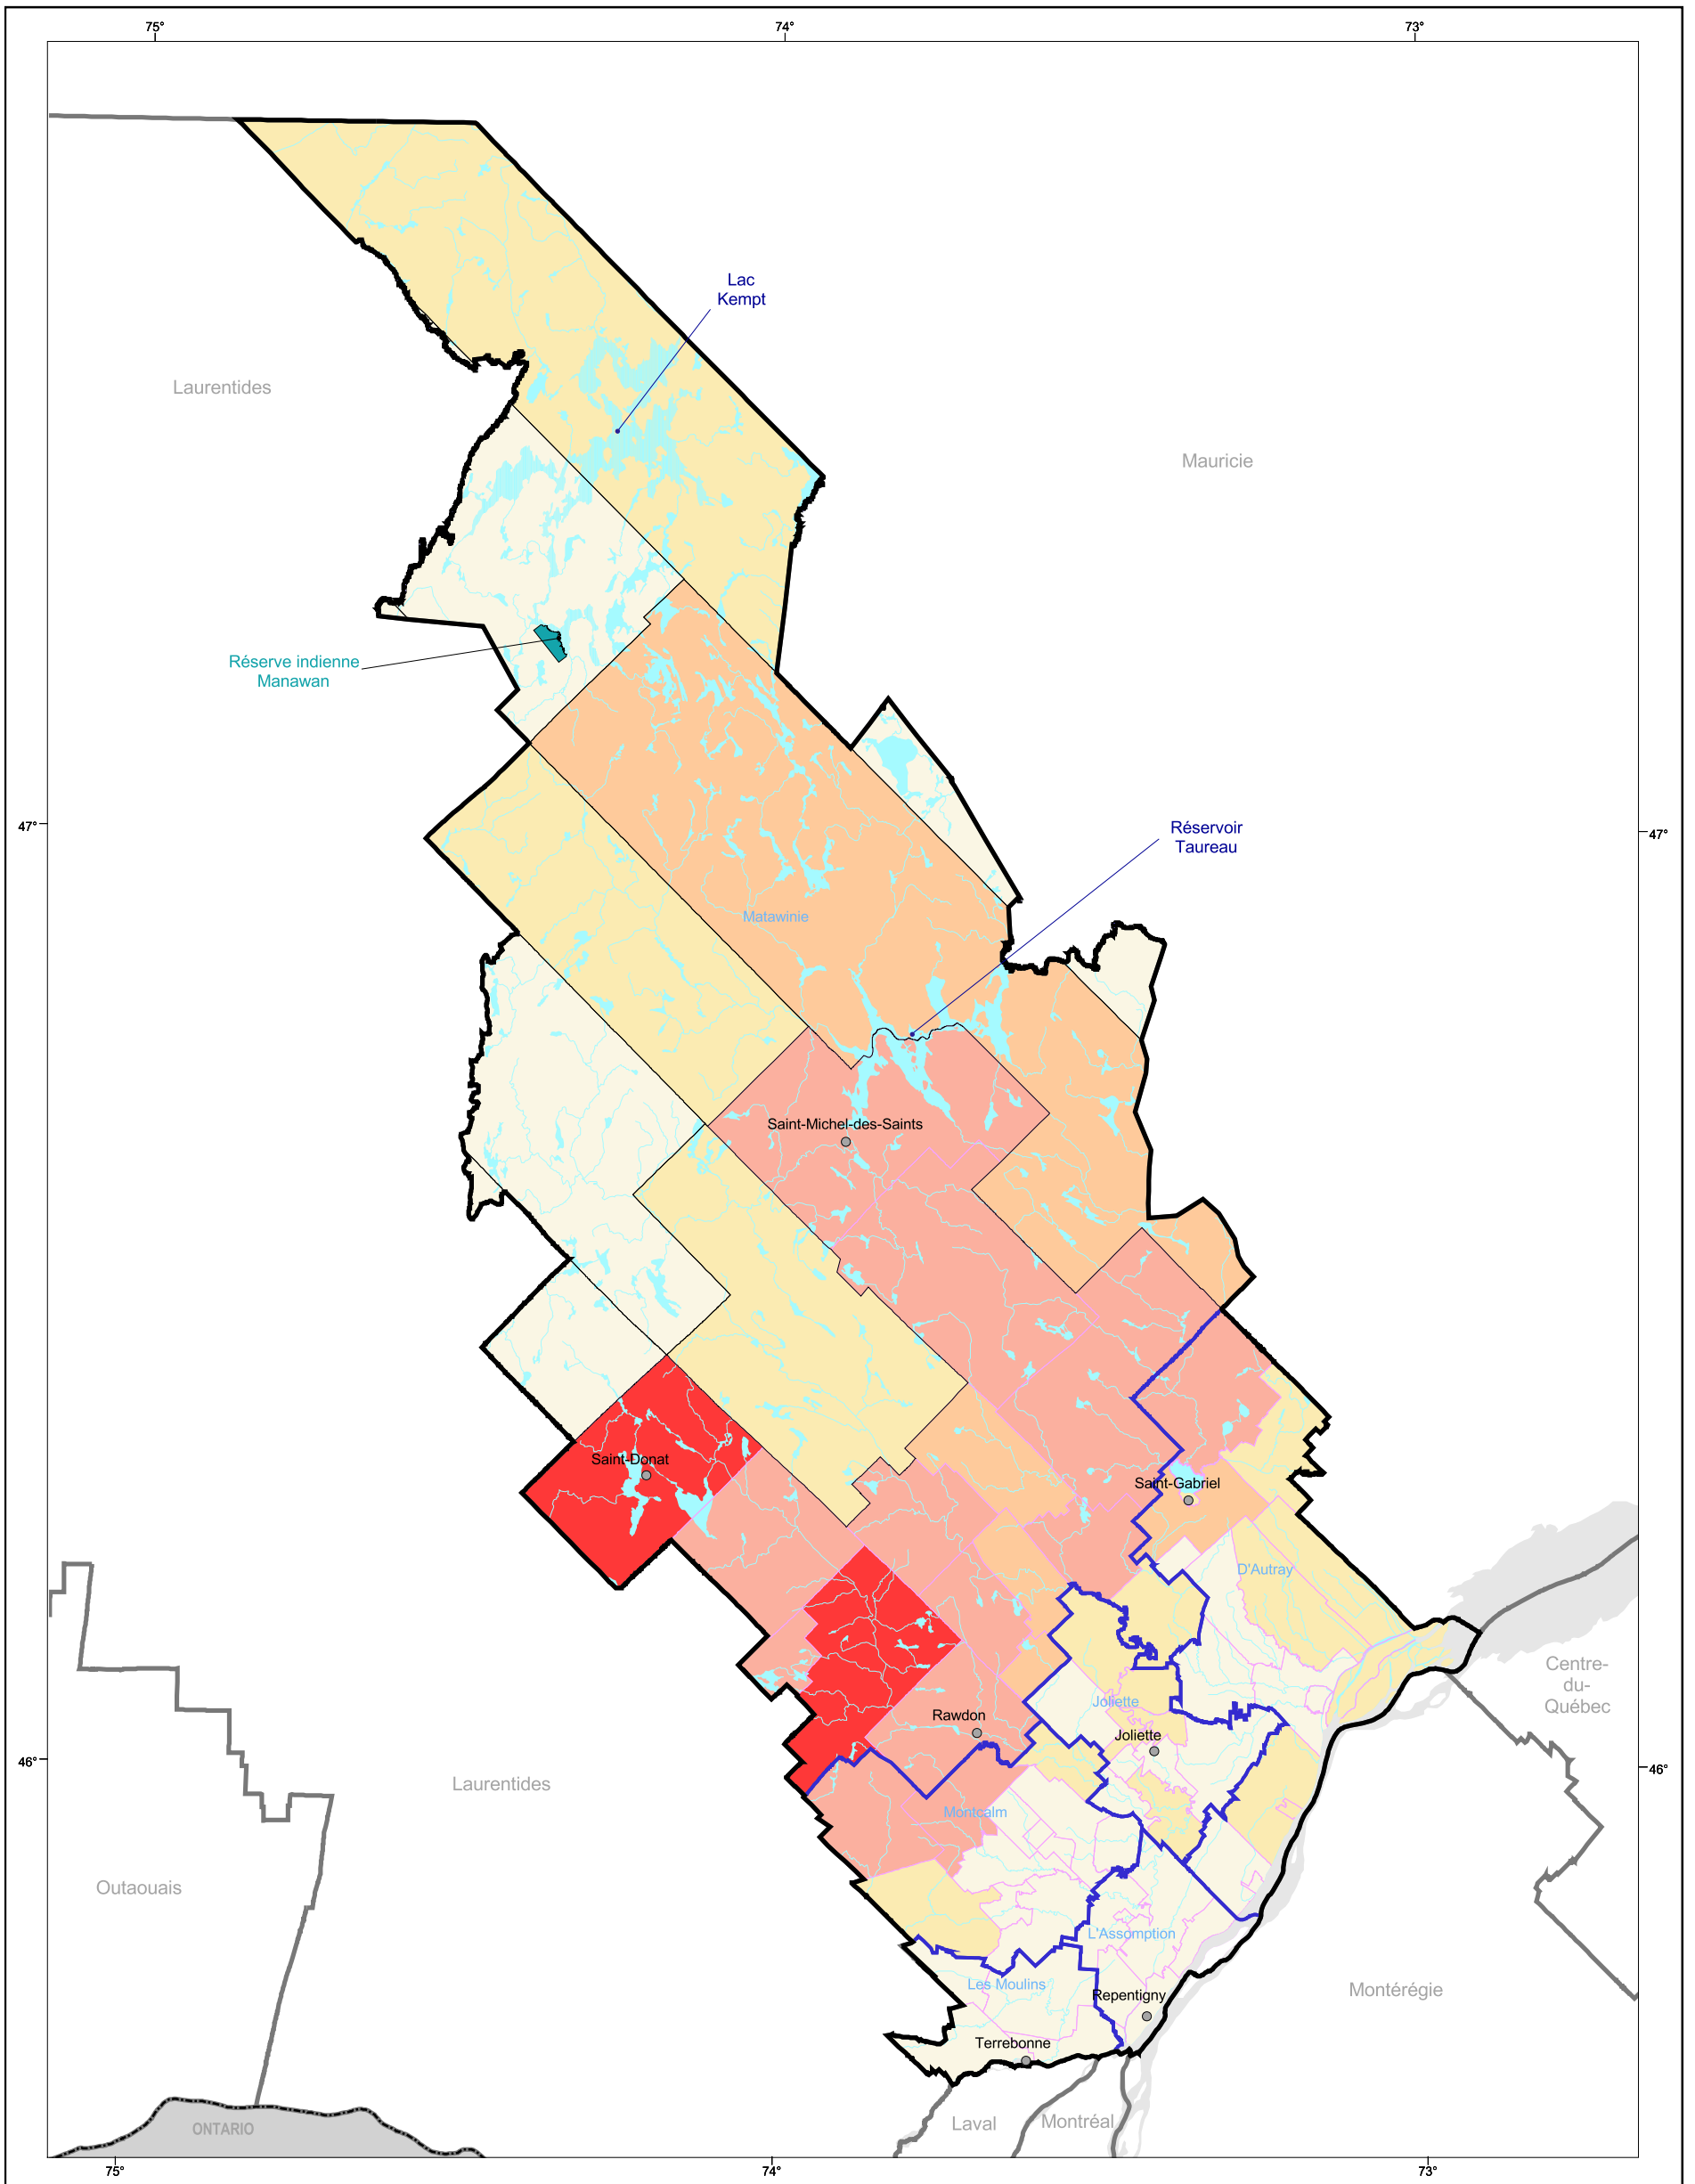 75°
74°
73°
Lac
Kempt
Laurentides
Mauricie
Réserve indienne
Manawan
47°
Réservoir
Taureau
47°
Matawinie
Saint-Michel-des-Saints
Saint-Donat
Saint-Gabriel
D'Autray
Centre-
du-
Québec
Joliette
Rawdon
Joliette
46°
46°
Laurentides
Montcalm
Outaouais
L'Assomption
Les Moulins
Montérégie
Repentigny
Terrebonne
Laval
Montréal
ONTARIO
75°
74°
73°